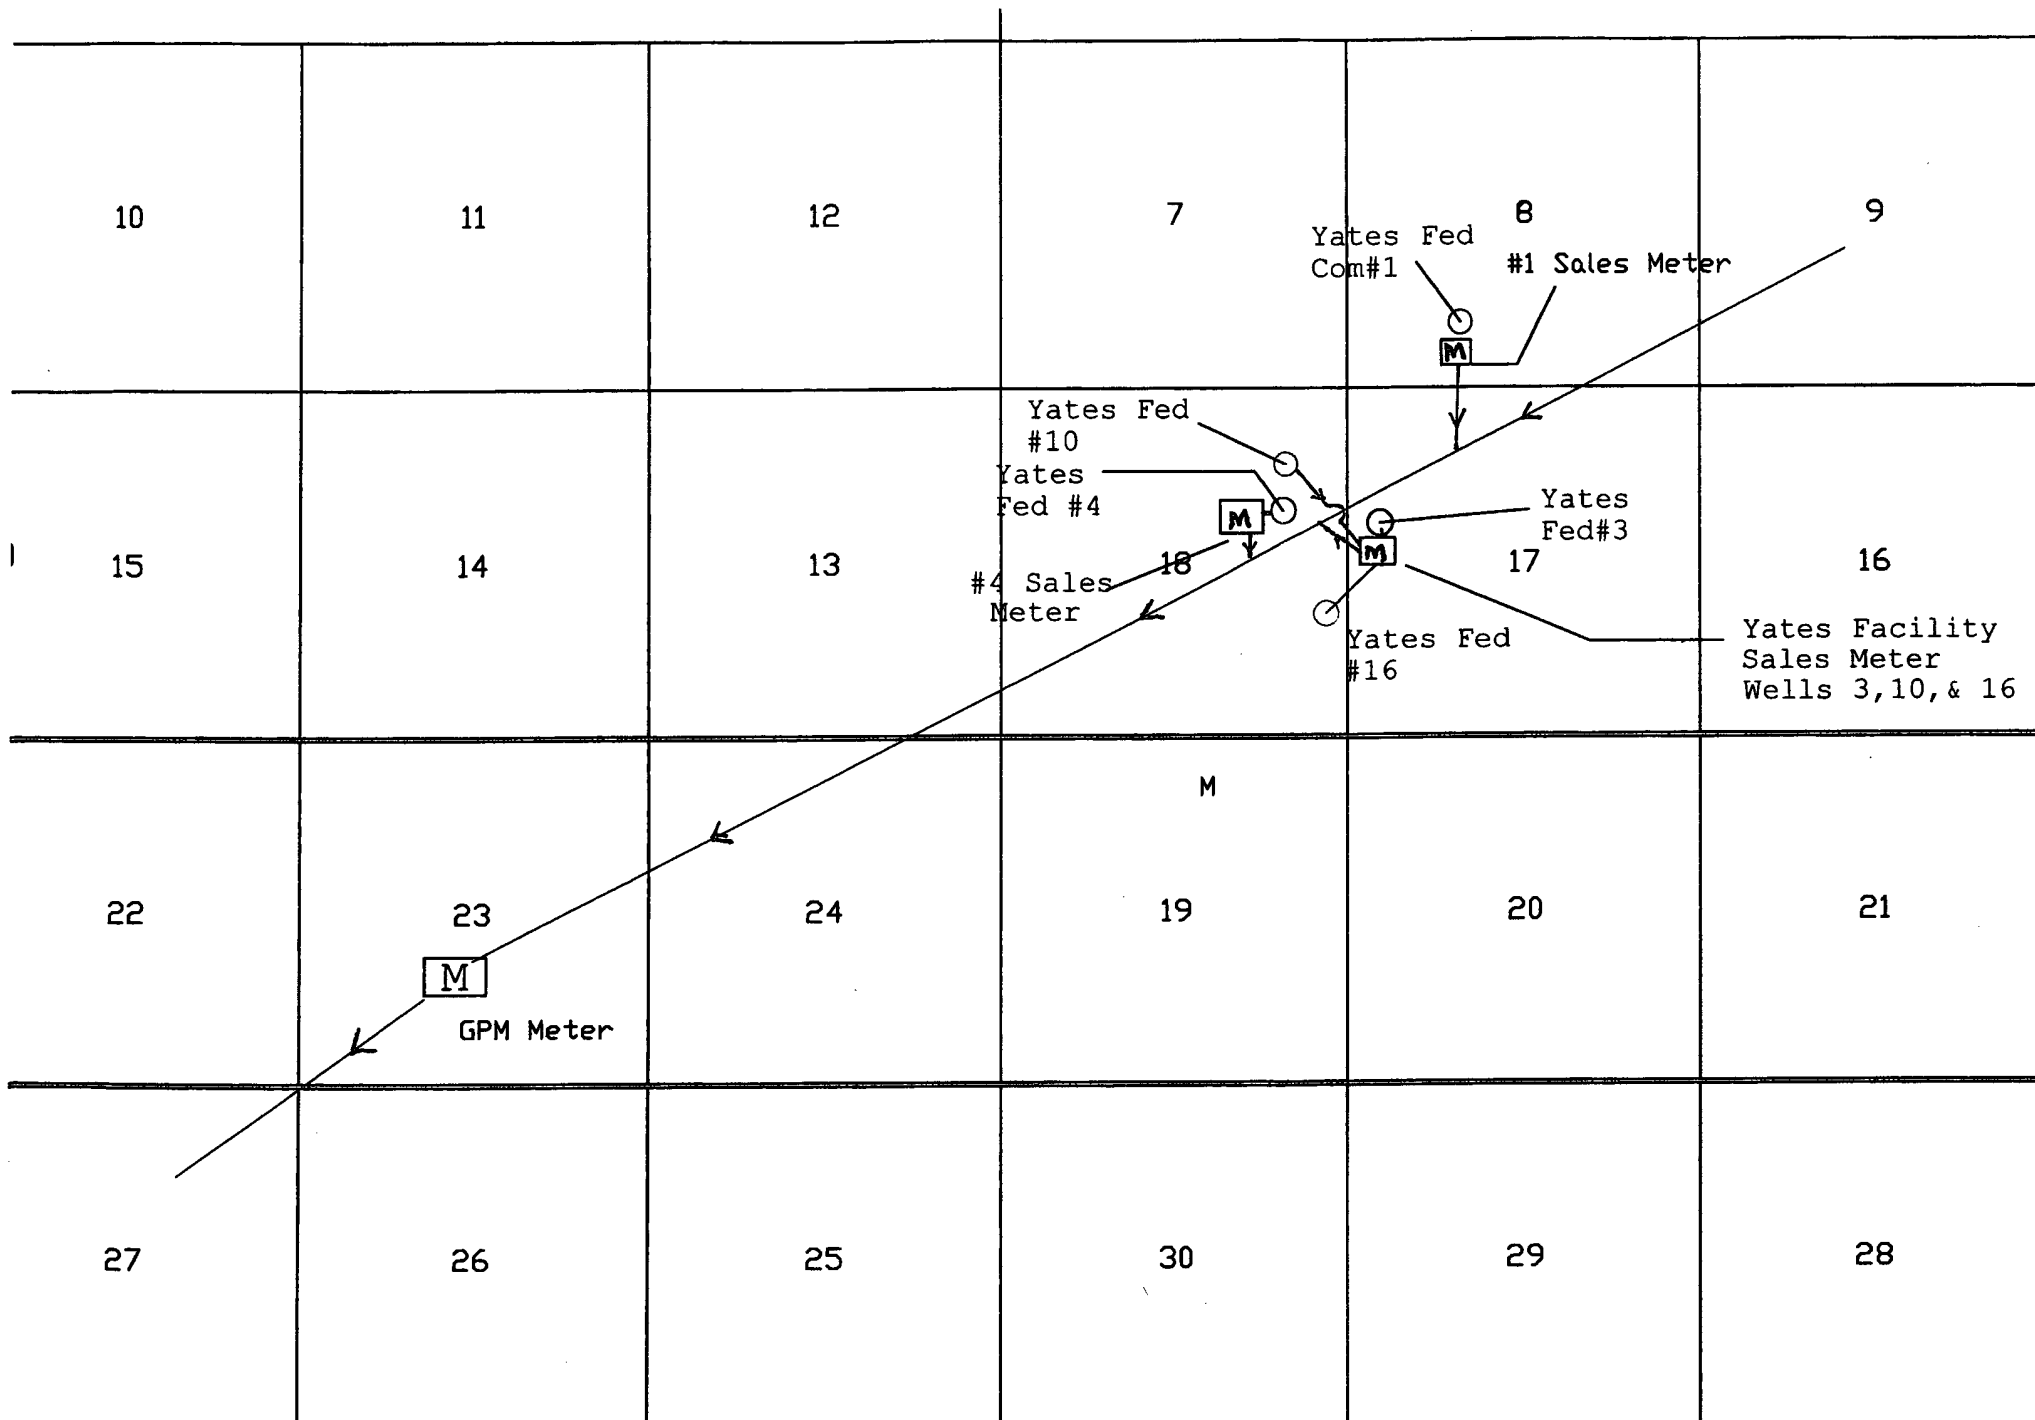 10
11
12
7
8
9
Yates Fed
Com#1
#1 Sales Meter
M
Yates Fed
#10
Yates
Fed #4
M
Yates
Fed#3
M
15
14
13
18
17
16
#4 Sales
Meter
Yates Fed
#16
Yates Facility
Sales Meter
Wells 3,10,& 16
M
22
23
24
19
20
21
M
GPM Meter
27
26
25
30
29
28